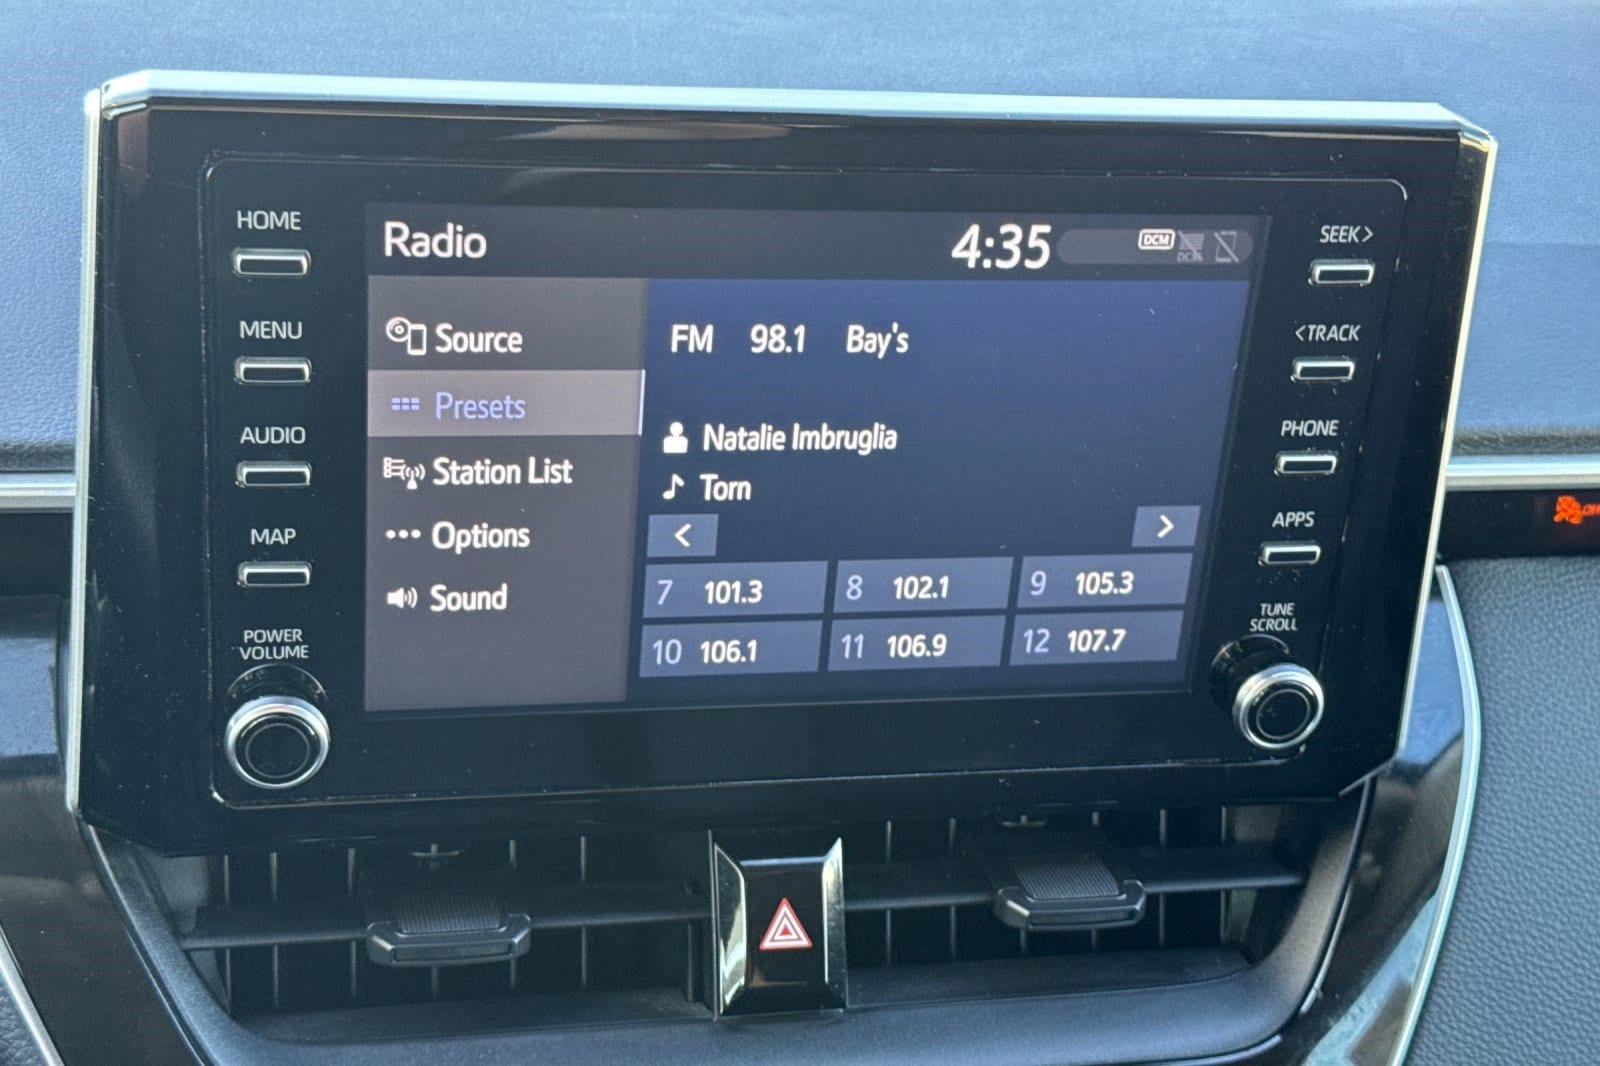 HOME
MENU
AUDIO
MAP
POWER
VOLUME
Radio
4:35
DCM
DCM
Source
Presets
Station List
Options
Sound
FM 98.1 Bay's
Natalie Imbruglia
Torn
<
>
7 101.3
8 102.1
9 105.3
10 106.1
11 106.9
12 107.7
SEEK>
<TRACK
PHONE
APPS
TUNE
SCROLL